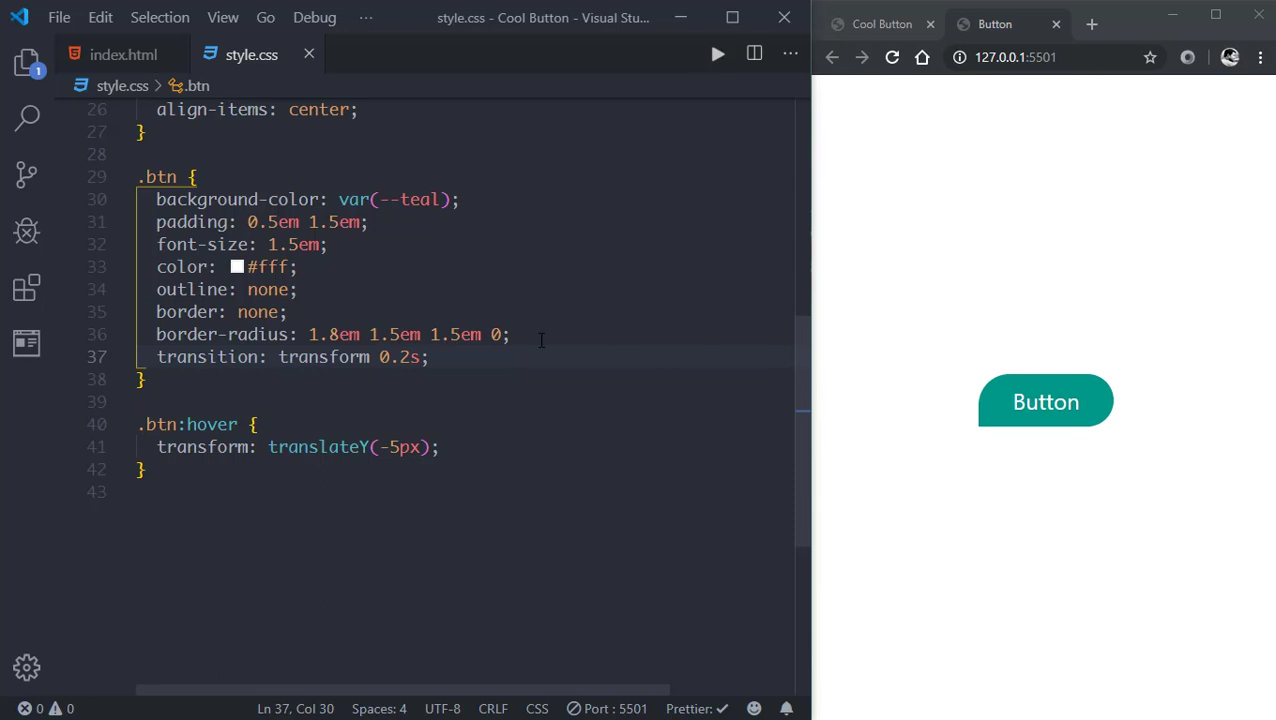 File Edit Selection View Go Debug ··· style.css - Cool Button - Visual Stu...
Cool Button Button
index.html style.css
127.0.0.1:5501
style.css > .btn
1
26 align-items: center;
27 }
28
29 .btn {
30 background-color: var(--teal);
31 padding: 0.5em 1.5em;
32 font-size: 1.5em;
33 color: #fff;
34 outline: none;
35 border: none;
36 border-radius: 1.8em 1.5em 1.5em 0;
37 transition: transform 0.2s;
38 }
39
40 .btn:hover {
41 transform: translateY(-5px);
42 }
43
Button
0 0 Ln 37, Col 30 Spaces: 4 UTF-8 CRLF CSS Port : 5501 Prettier: ✓